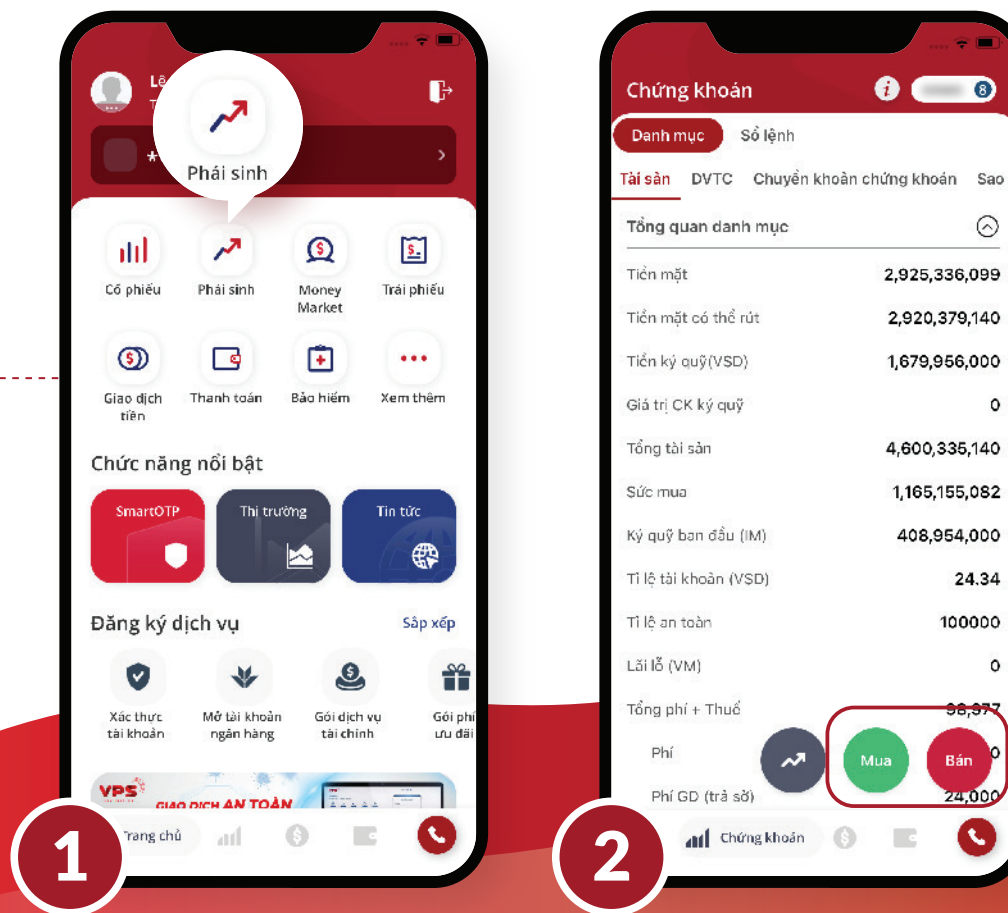 Lê
T
Phái sinh
Cổ phiếu
Phái sinh
Money
Market
Trái phiếu
Giao dịch
tiền
Thanh toán
Bảo hiểm
Xem thêm
Chức năng nổi bật
SmartOTP
Thị trường
Tin tức
Đăng ký dịch vụ
Sắp xếp
Xác thực
tài khoản
Mở tài khoản
ngân hàng
Gói dịch vụ
tài chính
Gói phí
ưu đãi
VPS
GIAO DỊCH AN TOÀN
Trang chủ
1
Chứng khoán
8
Danh mục
Sổ lệnh
Tài sản
DVTC
Chuyển khoản chứng khoán
Sao
Tổng quan danh mục
Tiền mặt 2,925,336,099
Tiền mặt có thể rút 2,920,379,140
Tiền ký quỹ(VSD) 1,679,956,000
Giá trị CK ký quỹ 0
Tổng tài sản 4,600,335,140
Sức mua 1,165,155,082
Ký quỹ ban đầu (IM) 408,954,000
Tỉ lệ tài khoản (VSD) 24.34
Tỉ lệ an toàn 100000
Lãi lỗ (VM) 0
Tổng phí + Thuế 98,977
Phí 0
Mua
Bán
Phí GD (trả sở) 24,000
Chứng khoán
2